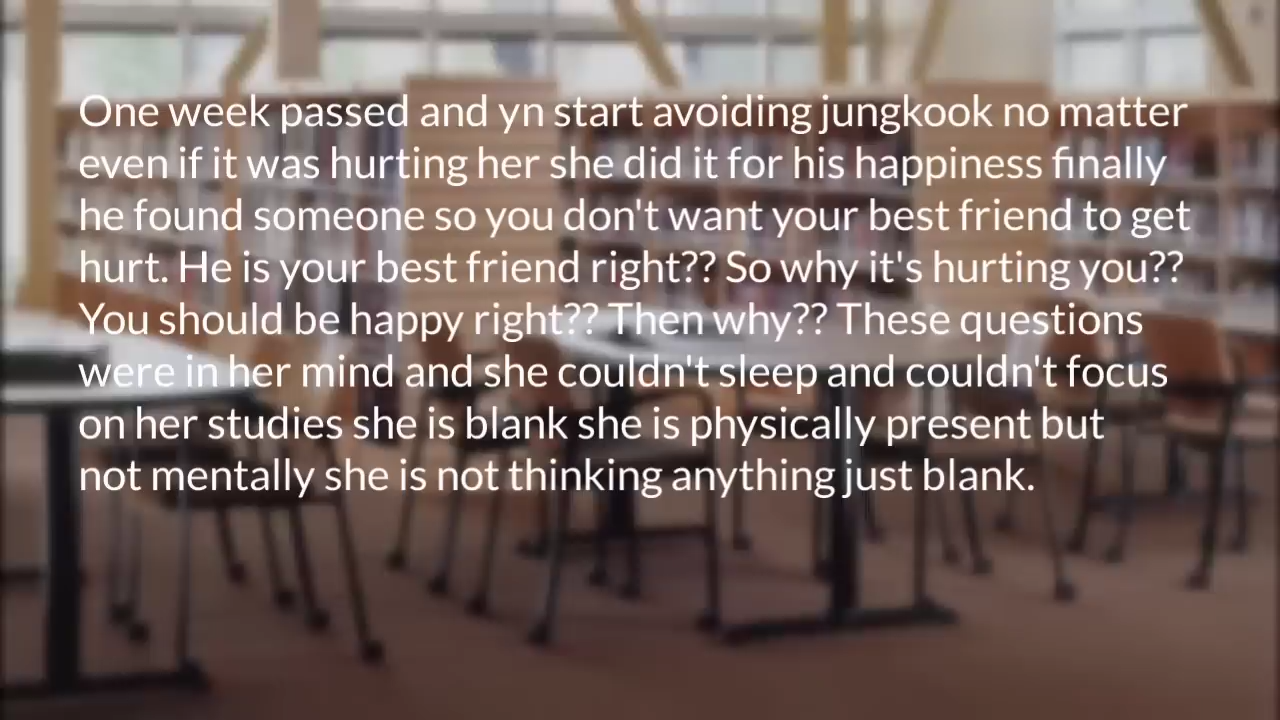 One week passed and yn start avoiding jungkook no matter
even if it was hurting her she did it for his happiness finally
he found someone so you don't want your best friend to get
hurt. He is your best friend right?? So why it's hurting you??
You should be happy right?? Then why?? These questions
were in her mind and she couldn't sleep and couldn't focus
on her studies she is blank she is physically present but
not mentally she is not thinking anything just blank.